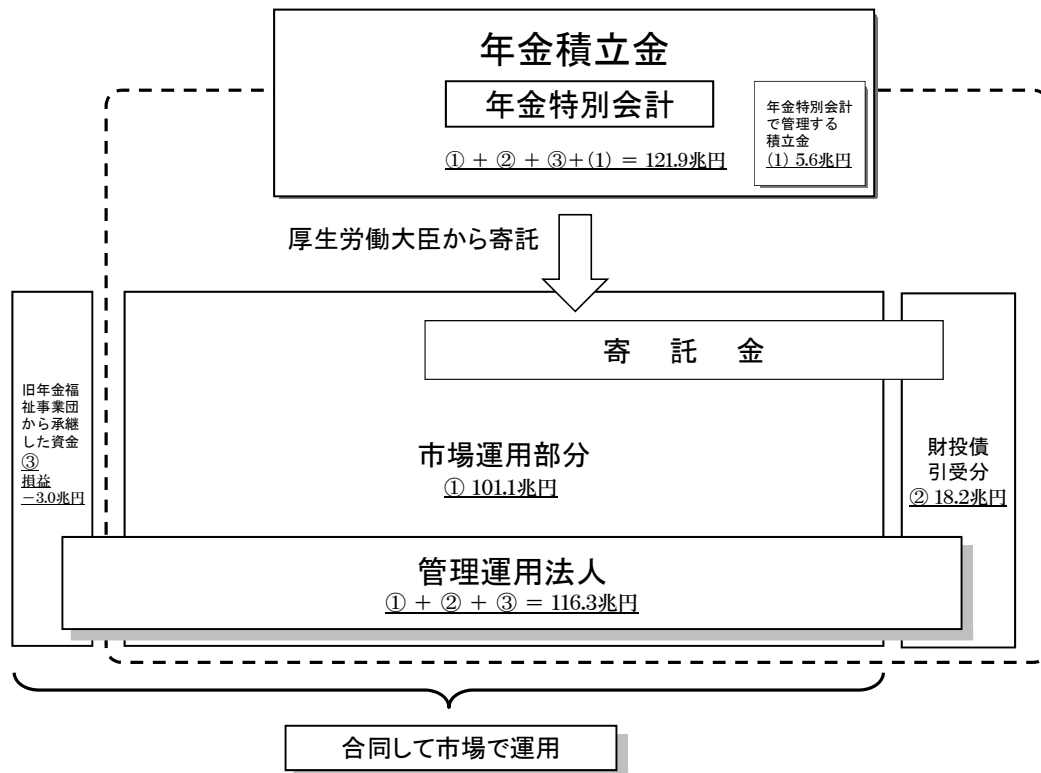 年金積立金
年金特別会計
① + ② + ③+(1) = 121.9兆円
年金特別会計
で管理する
積立金
(1) 5.6兆円
厚生労働大臣から寄託
寄　託　金
旧年金福
祉事業団
から承継
した資金
③
損益
−3.0兆円
市場運用部分
① 101.1兆円
財投債
引受分
② 18.2兆円
管理運用法人
① + ② + ③ = 116.3兆円
合同して市場で運用